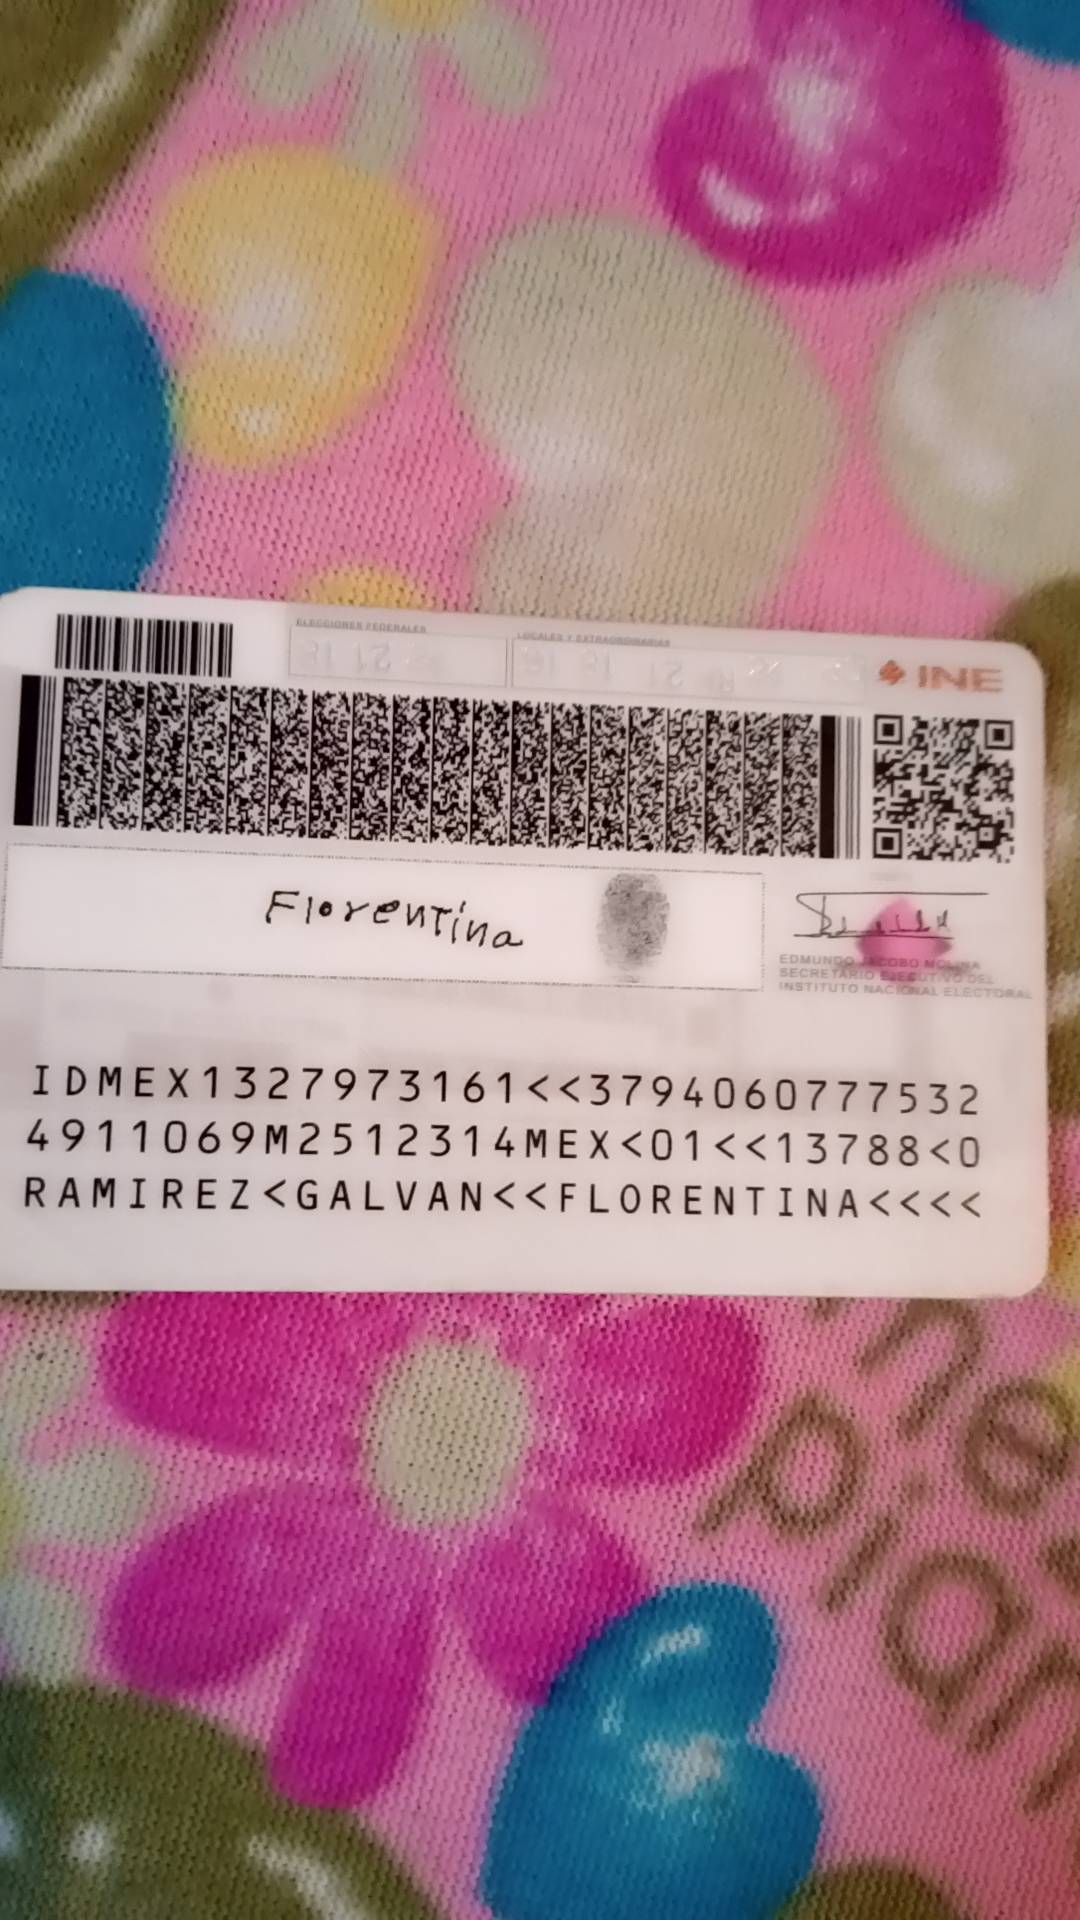 ELECCIONES FEDERALES
LOCALES Y EXTRAORDINARIAS
INE
Florentina
EDMUNDO JACOBO MOLINA
SECRETARIO EJECUTIVO DEL
INSTITUTO NACIONAL ELECTORAL
IDMEX1327973161<<3794060777532
4911069M2512314MEX<01<<13788<0
RAMIREZ<GALVAN<<FLORENTINA<<<<